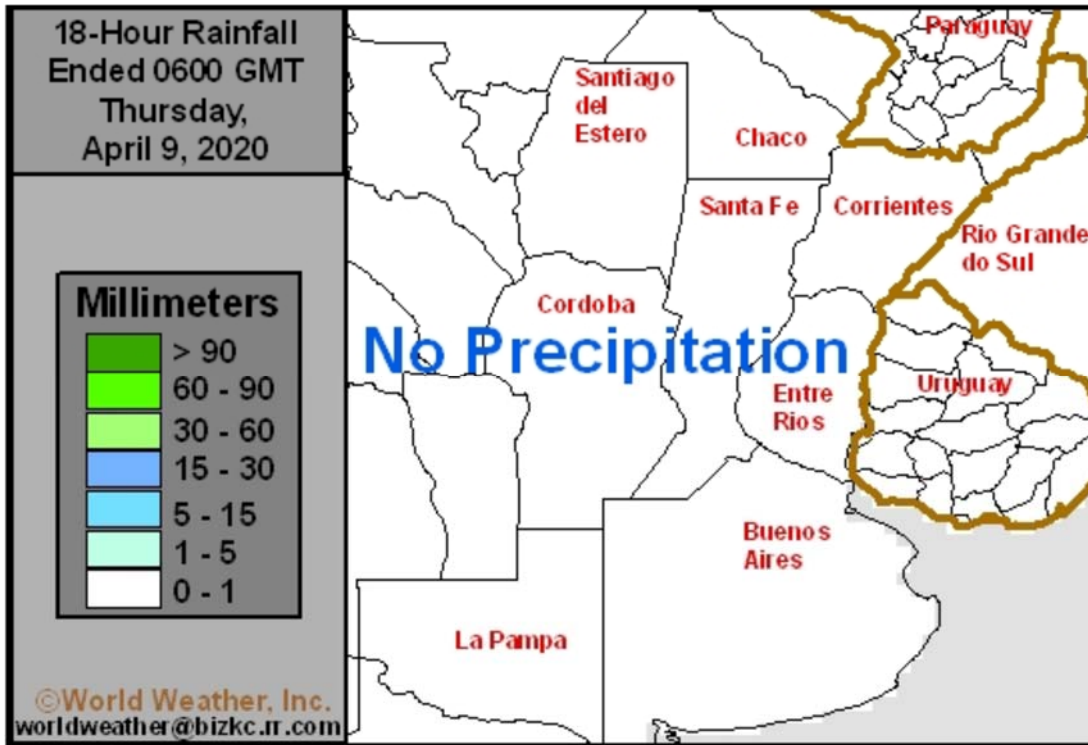 18-Hour Rainfall
Ended 0600 GMT
Thursday,
April 9, 2020
Millimeters
> 90
60 - 90
30 - 60
15 - 30
5 - 15
1 - 5
0 - 1
©World Weather, Inc.
worldweather@bizkc.rr.com
Paraguay
Santiago
del
Estero
Chaco
Santa Fe
Corrientes
Rio Grande
do Sul
Cordoba
No Precipitation
Uruguay
Entre
Rios
Buenos
Aires
La Pampa